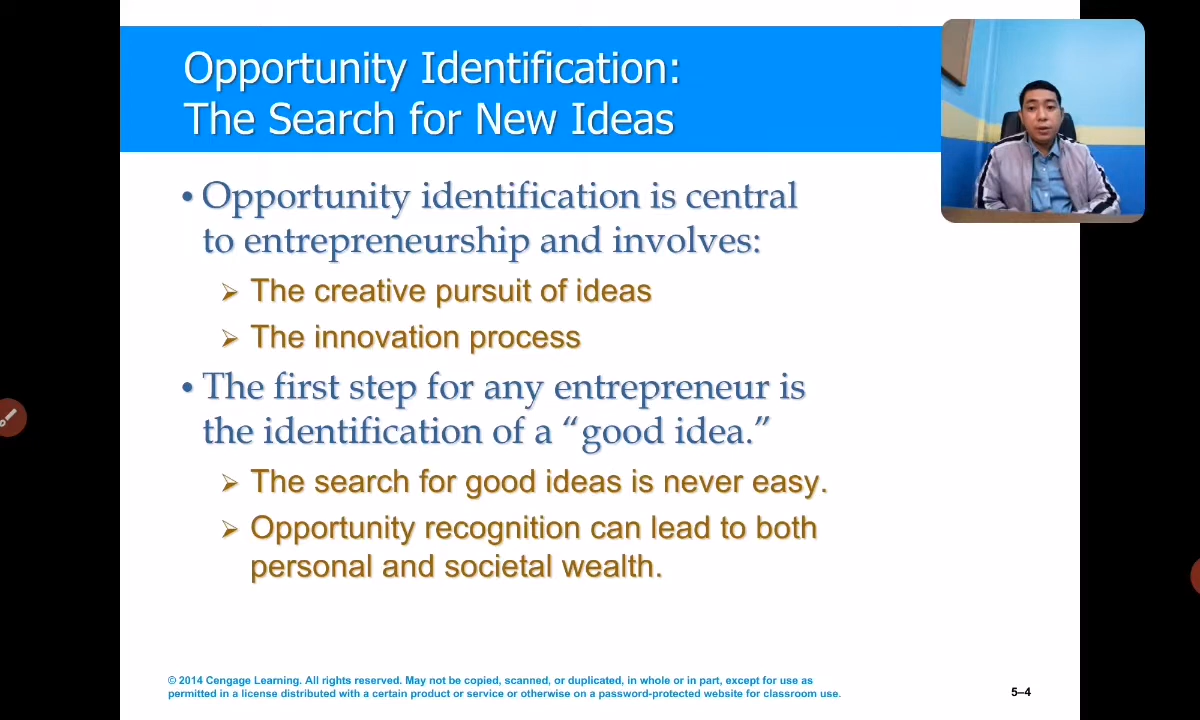 Opportunity Identification:
The Search for New Ideas
• Opportunity identification is central
to entrepreneurship and involves:
➢ The creative pursuit of ideas
➢ The innovation process
• The first step for any entrepreneur is
the identification of a “good idea.”
➢ The search for good ideas is never easy.
➢ Opportunity recognition can lead to both
personal and societal wealth.
© 2014 Cengage Learning. All rights reserved. May not be copied, scanned, or duplicated, in whole or in part, except for use as
permitted in a license distributed with a certain product or service or otherwise on a password-protected website for classroom use.
5–4